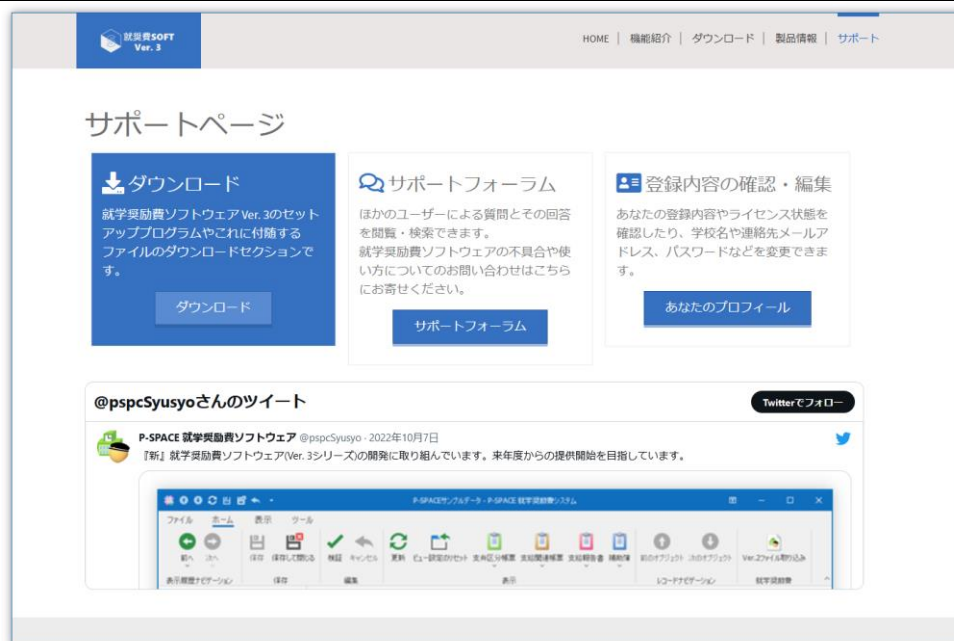 就奨費SOFT
Ver. 3
HOME | 機能紹介 | ダウンロード | 製品情報 | サポート
サポートページ
ダウンロード
就学奨励費ソフトウェア Ver. 3のセット
アッププログラムやこれに付随する
ファイルのダウンロードセクションで
す。
ダウンロード
サポートフォーラム
ほかのユーザーによる質問とその回答
を閲覧・検索できます。
就学奨励費ソフトウェアの不具合や使
い方についてのお問い合わせはこちら
にお寄せください。
サポートフォーラム
登録内容の確認・編集
あなたの登録内容やライセンス状態を
確認したり、学校名や連絡先メールア
ドレス、パスワードなどを変更できま
す。
あなたのプロフィール
@pspcSyusyoさんのツイート
Twitterでフォロー
P-SPACE 就学奨励費ソフトウェア @pspcSyusyo · 2022年10月7日
『新』就学奨励費ソフトウェア(Ver. 3シリーズ)の開発に取り組んでいます。来年度からの提供開始を目指しています。
P-SPACEサンプルデータ - P-SPACE 就学奨励費システム
ファイル ホーム 表示 ツール
前へ 次へ 保存 保存して閉じる 検証 キャンセル 更新 ビュー設定のリセット 支弁区分帳票 支給関連帳票 支給報告書 補助簿 前のオブジェクト 次のオブジェクト Ver.2ファイル取り込み
表示履歴ナビゲーション 保存 編集 表示 レコードナビゲーション 就学奨励費